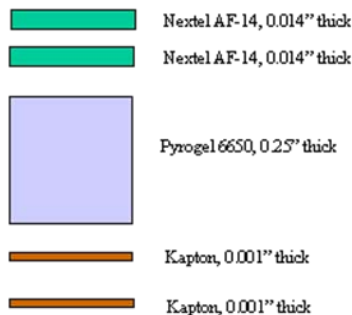 Nextel AF-14, 0.014” thick
Nextel AF-14, 0.014” thick
Pyrogel 6650, 0.25” thick
Kapton, 0.001” thick
Kapton, 0.001” thick